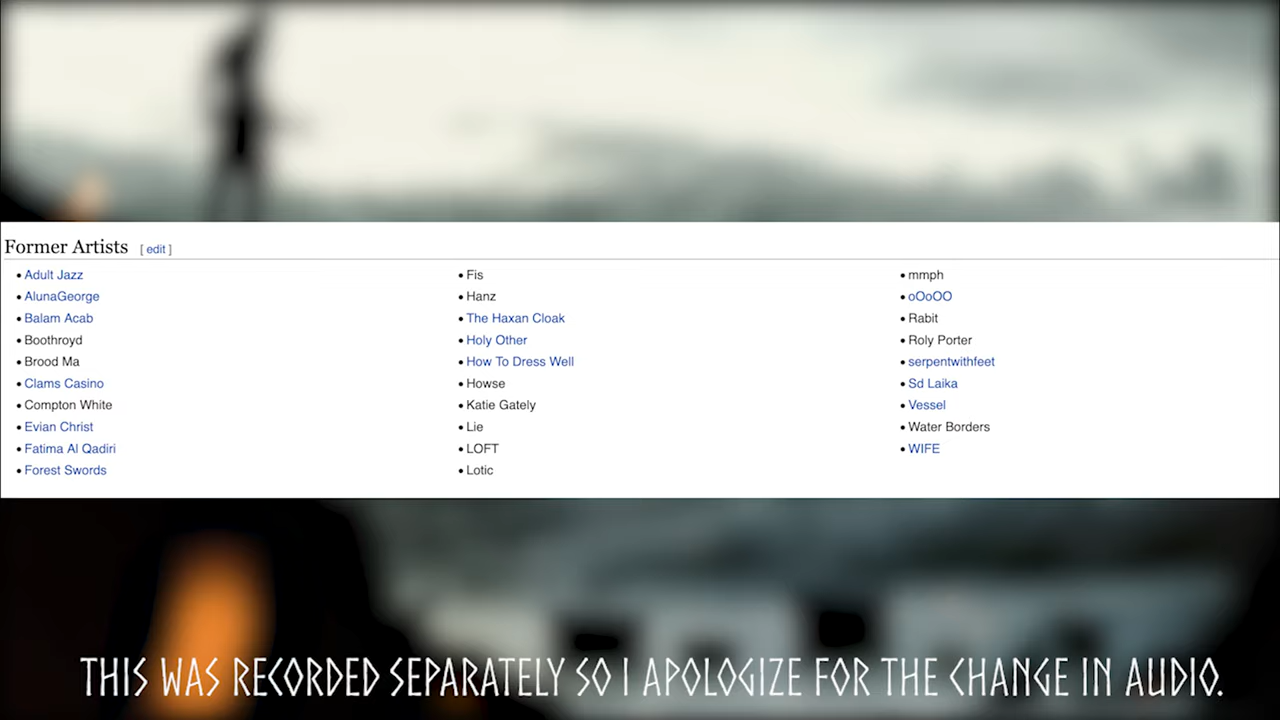 Former Artists [ edit ]
• Adult Jazz
• AlunaGeorge
• Balam Acab
• Boothroyd
• Brood Ma
• Clams Casino
• Compton White
• Evian Christ
• Fatima Al Qadiri
• Forest Swords
• Fis
• Hanz
• The Haxan Cloak
• Holy Other
• How To Dress Well
• Howse
• Katie Gately
• Lie
• LOFT
• Lotic
• mmph
• oOoOO
• Rabit
• Roly Porter
• serpentwithfeet
• Sd Laika
• Vessel
• Water Borders
• WIFE
THIS WAS RECORDED SEPARATELY SO I APOLOGIZE FOR THE CHANGE IN AUDIO.